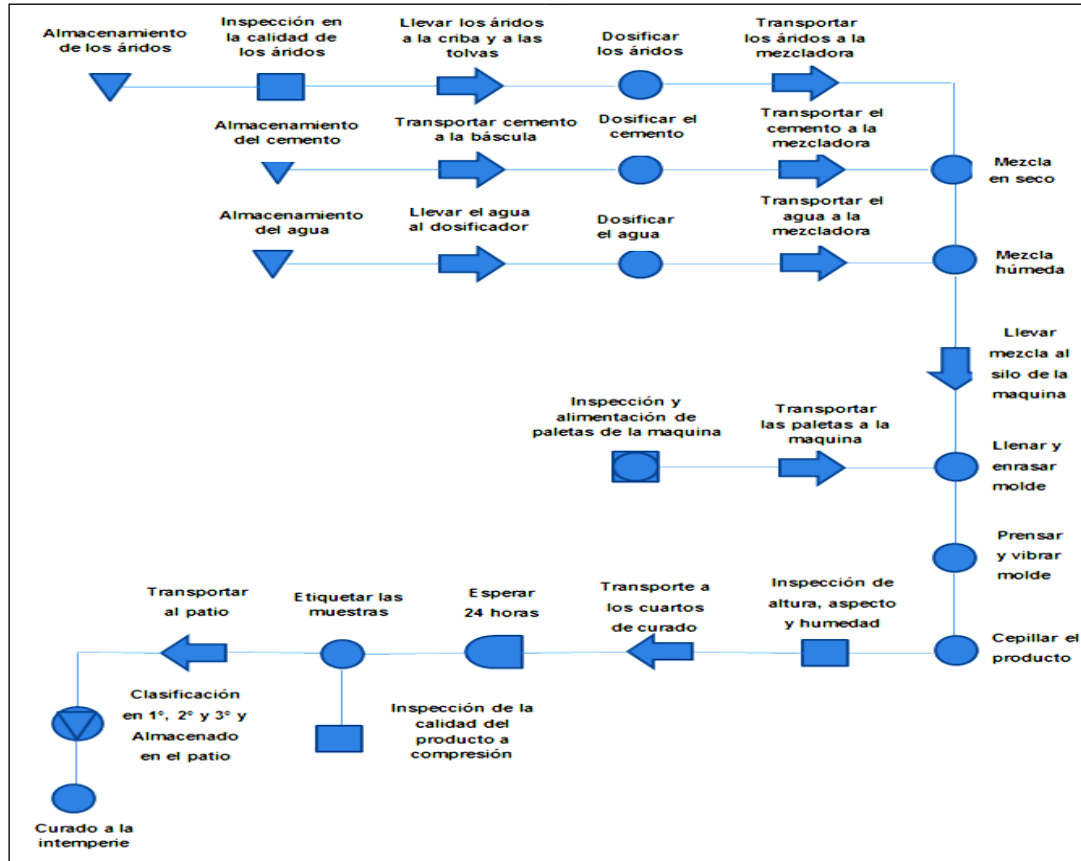 Almacenamiento
de los áridos
Inspección en
la calidad de
los áridos
Llevar los áridos
a la criba y a las
tolvas
Dosificar
los áridos
Transportar
los áridos a la
mezcladora
Almacenamiento
del cemento
Transportar cemento
a la báscula
Dosificar el
cemento
Transportar el
cemento a la
mezcladora
Mezcla
en seco
Almacenamiento
del agua
Llevar el agua
al dosificador
Dosificar
el agua
Transportar el
agua a la
mezcladora
Mezcla
húmeda
Llevar
mezcla al
silo de la
maquina
Inspección y
alimentación de
paletas de la maquina
Transportar
las paletas a la
maquina
Llenar y
enrasar
molde
Prensar
y vibrar
molde
Cepillar el
producto
Inspección de
altura, aspecto
y humedad
Transporte a
los cuartos
de curado
Esperar
24 horas
Etiquetar las
muestras
Inspección de la
calidad del
producto a
compresión
Transportar
al patio
Clasificación
en 1°, 2° y 3° y
Almacenado
en el patio
Curado a la
intemperie